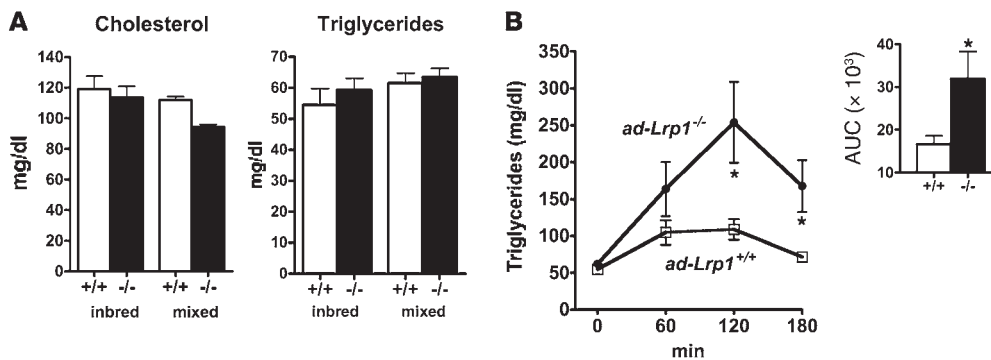 A
Cholesterol
mg/dl
140
120
100
80
60
40
20
0
+/+ -/- +/+ -/-
inbred mixed
Triglycerides
mg/dl
70
60
50
40
30
20
10
0
+/+ -/- +/+ -/-
inbred mixed
B
Triglycerides (mg/dl)
350
300
250
200
150
100
50
0
ad-Lrp1-/-
*
*
ad-Lrp1+/+
0 60 120 180
min
AUC (× 10³)
40
30
20
10
*
+/+ -/-